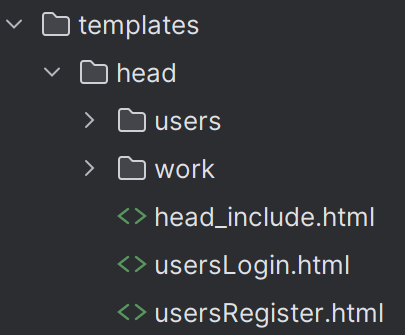 templates
head
users
work
head_include.html
usersLogin.html
usersRegister.html